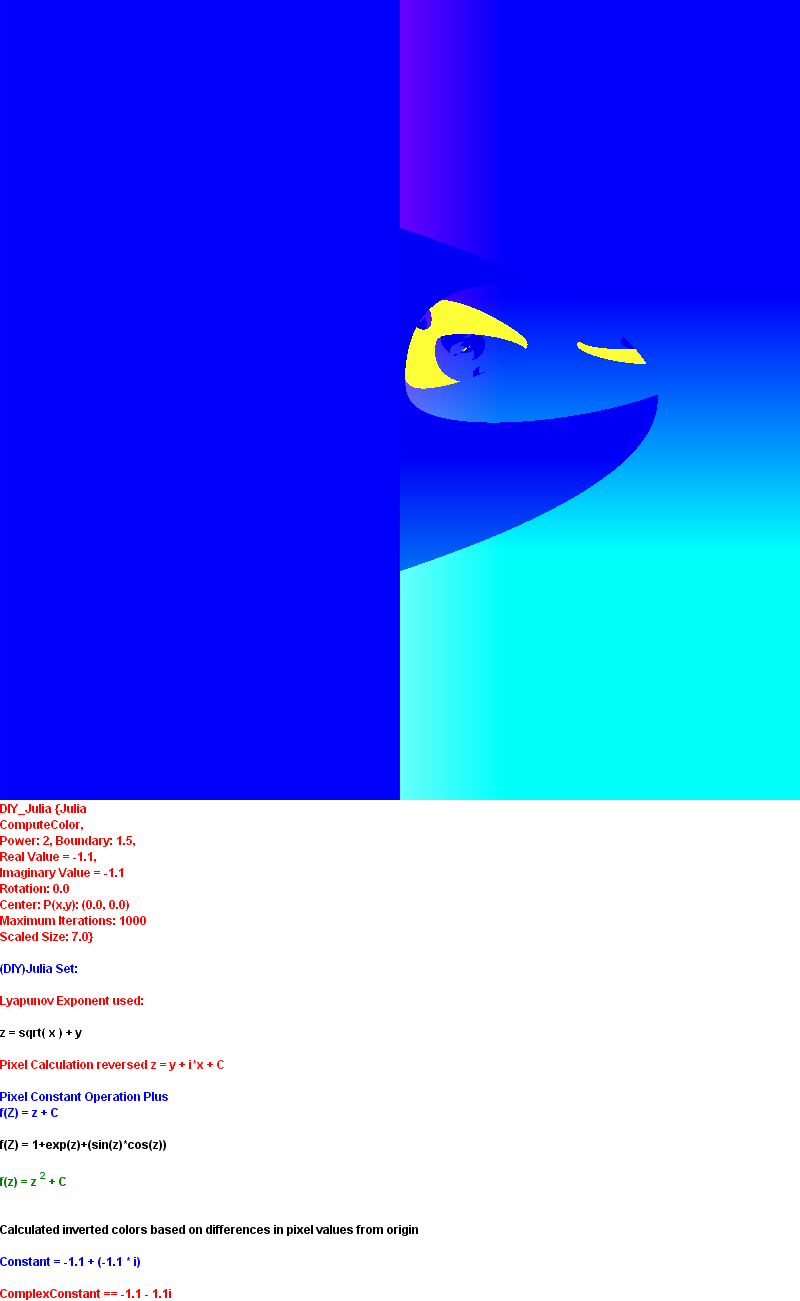 DIY_Julia {Julia
ComputeColor,
Power: 2, Boundary: 1.5,
Real Value = -1.1,
Imaginary Value = -1.1
Rotation: 0.0
Center: P(x,y): (0.0, 0.0)
Maximum Iterations: 1000
Scaled Size: 7.0}
(DIY)Julia Set:
Lyapunov Exponent used:
z = sqrt( x ) + y
Pixel Calculation reversed z = y + i*x + C
Pixel Constant Operation Plus
f(Z) = z + C
f(Z) = 1+exp(z)+(sin(z)*cos(z))
f(z) = z 2 + C
Calculated inverted colors based on differences in pixel values from origin
Constant = -1.1 + (-1.1 * i)
ComplexConstant == -1.1 - 1.1i